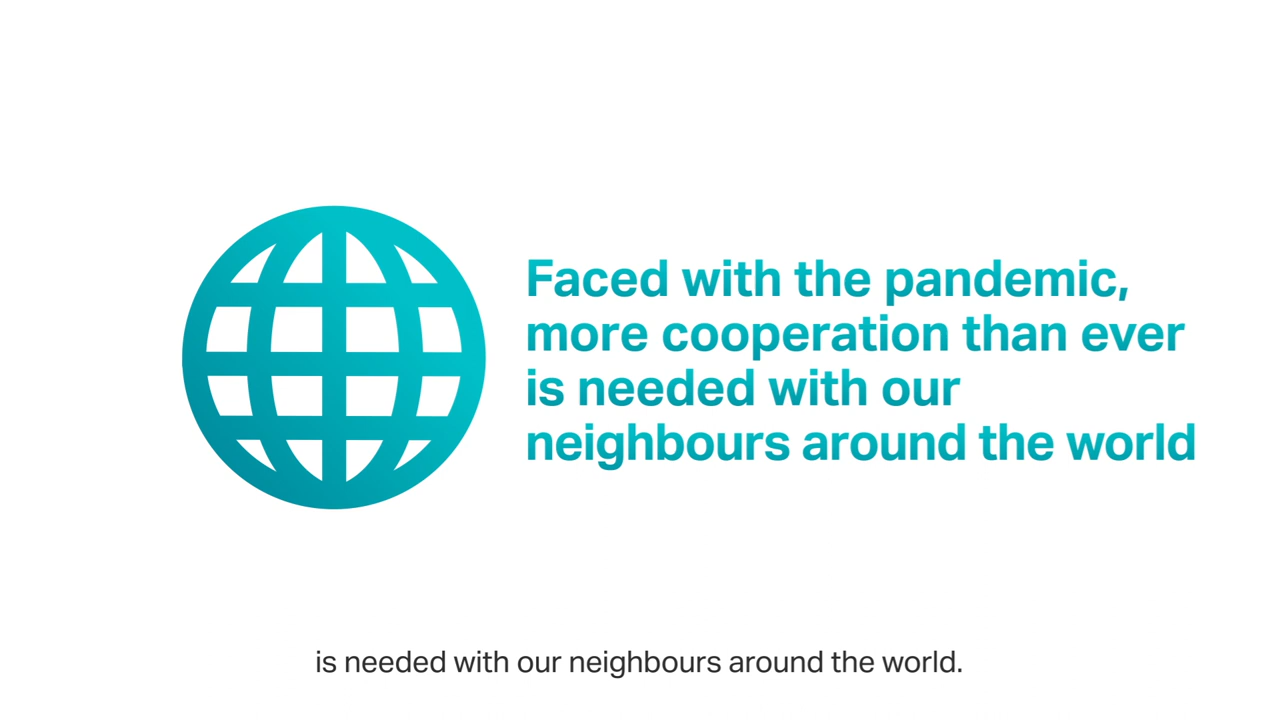 Faced with the pandemic,
more cooperation than ever
is needed with our
neighbours around the world
is needed with our neighbours around the world.